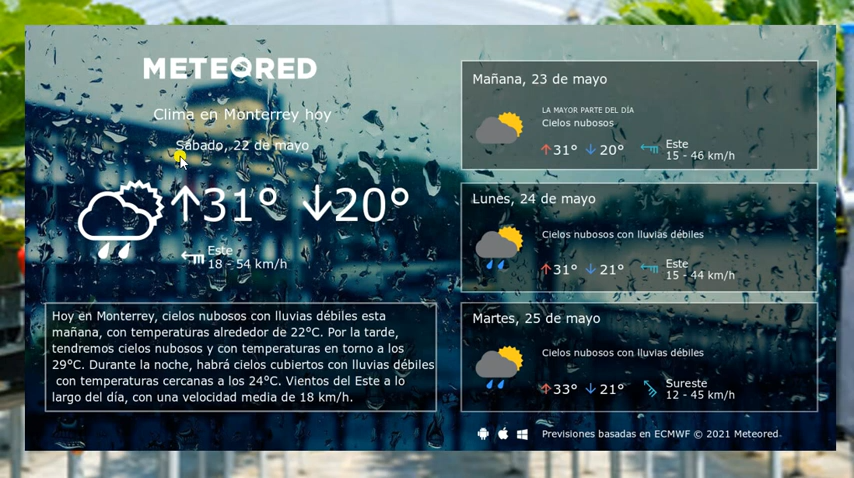 METEORED
Clima en Monterrey hoy
Sábado, 22 de mayo
31° 20°
Este
18 - 54 km/h
Hoy en Monterrey, cielos nubosos con lluvias débiles esta
mañana, con temperaturas alrededor de 22°C. Por la tarde,
tendremos cielos nubosos y con temperaturas en torno a los
29°C. Durante la noche, habrá cielos cubiertos con lluvias débiles
con temperaturas cercanas a los 24°C. Vientos del Este a lo
largo del día, con una velocidad media de 18 km/h.
Mañana, 23 de mayo
LA MAYOR PARTE DEL DÍA
Cielos nubosos
31° 20°
Este
15 - 46 km/h
Lunes, 24 de mayo
Cielos nubosos con lluvias débiles
31° 21°
Este
15 - 44 km/h
Martes, 25 de mayo
Cielos nubosos con lluvias débiles
33° 21°
Sureste
12 - 45 km/h
Previsiones basadas en ECMWF © 2021 Meteored